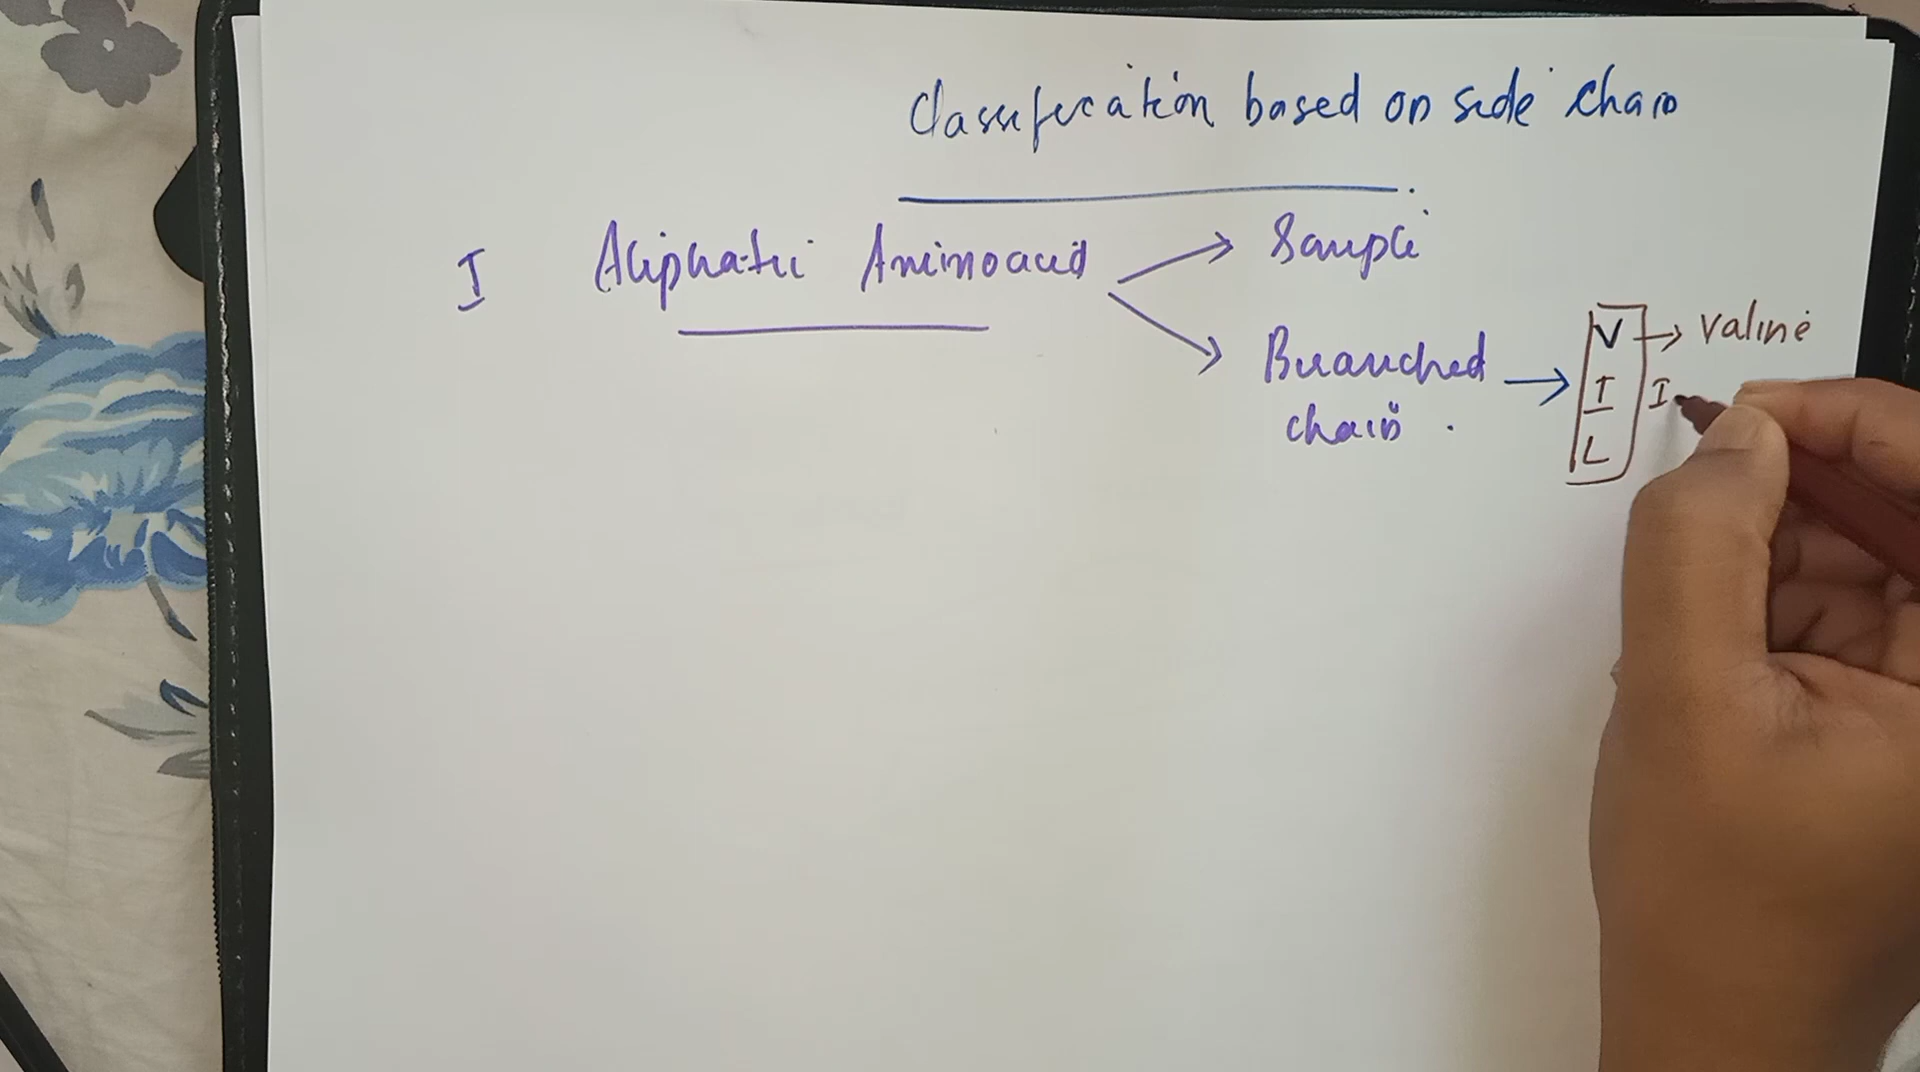 Classification based on side chain
I Aliphatic Aminoacid
Simple
Branched
chain.
V → Valine
I I
L